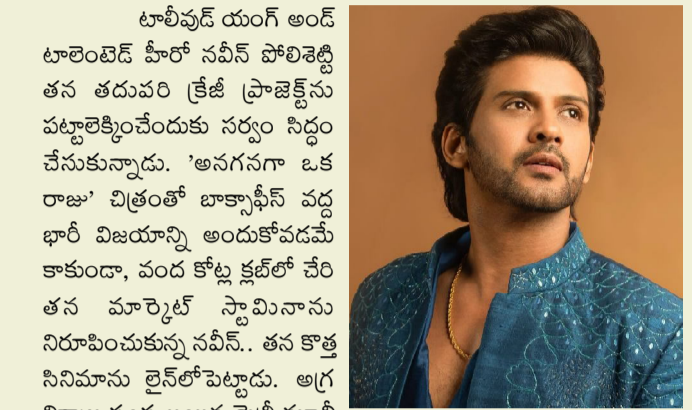 టాలీవుడ్ యంగ్ అండ్
టాలెంటెడ్ హీరో నవీన్ పోలిశెట్టి
తన తదుపరి క్రేజీ ప్రాజెక్ట్‌ను
పట్టాలెక్కించేందుకు సర్వం సిద్ధం
చేసుకున్నాడు. 'అనగనగా ఒక
రాజు' చిత్రంతో బాక్సాఫీస్ వద్ద
భారీ విజయాన్ని అందుకోవడమే
కాకుండా, వంద కోట్ల క్లబ్‌లో చేరి
తన మార్కెట్ స్టామినాను
నిరూపించుకున్న నవీన్.. తన కొత్త
సినిమాను లైన్‌లోపెట్టాడు. అగ్ర